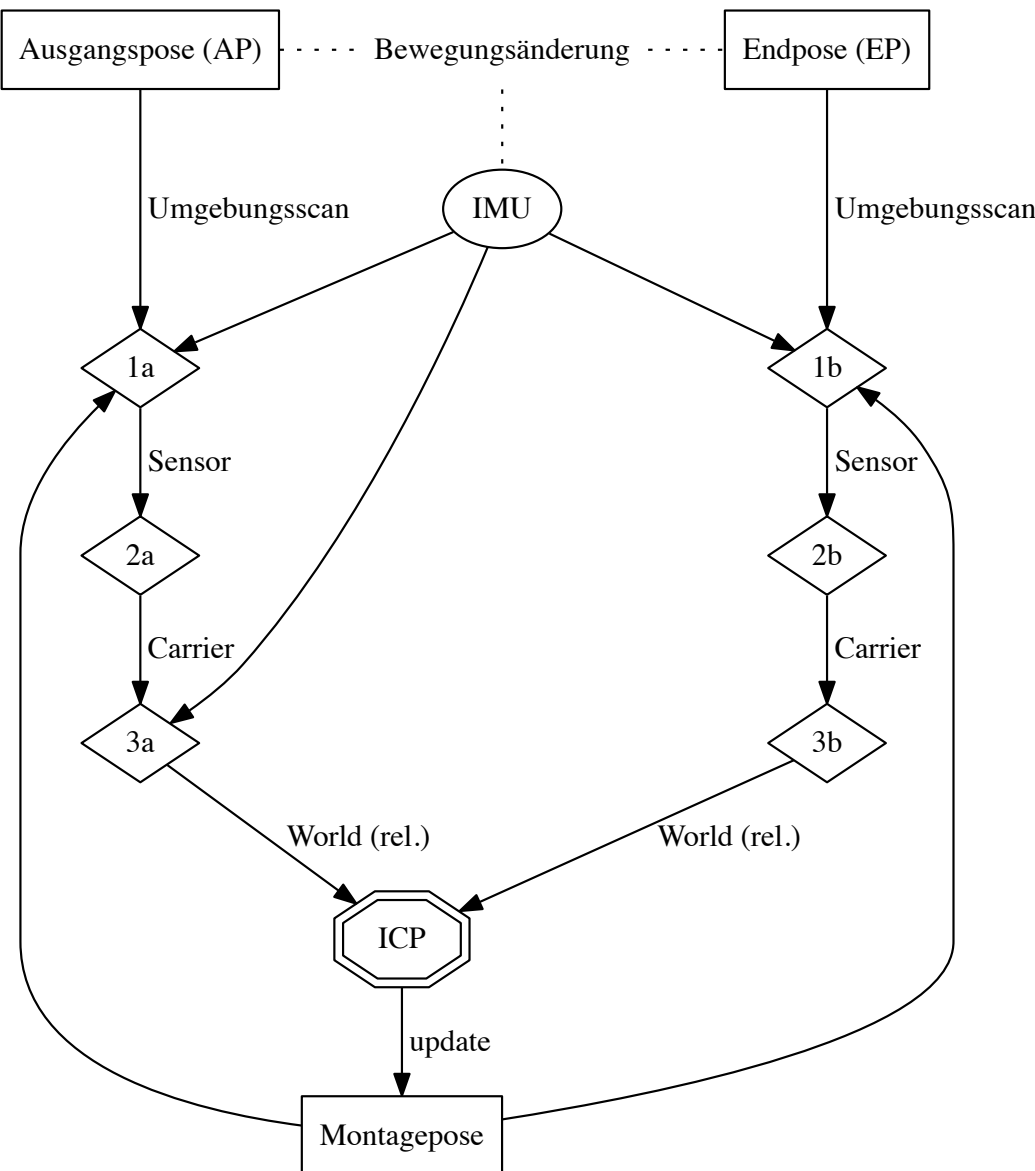 Ausgangspose (AP)
Bewegungsänderung
Endpose (EP)
Umgebungsscan
IMU
Umgebungsscan
1a
1b
Sensor
Sensor
2a
2b
Carrier
Carrier
3a
3b
World (rel.)
World (rel.)
ICP
update
Montagepose